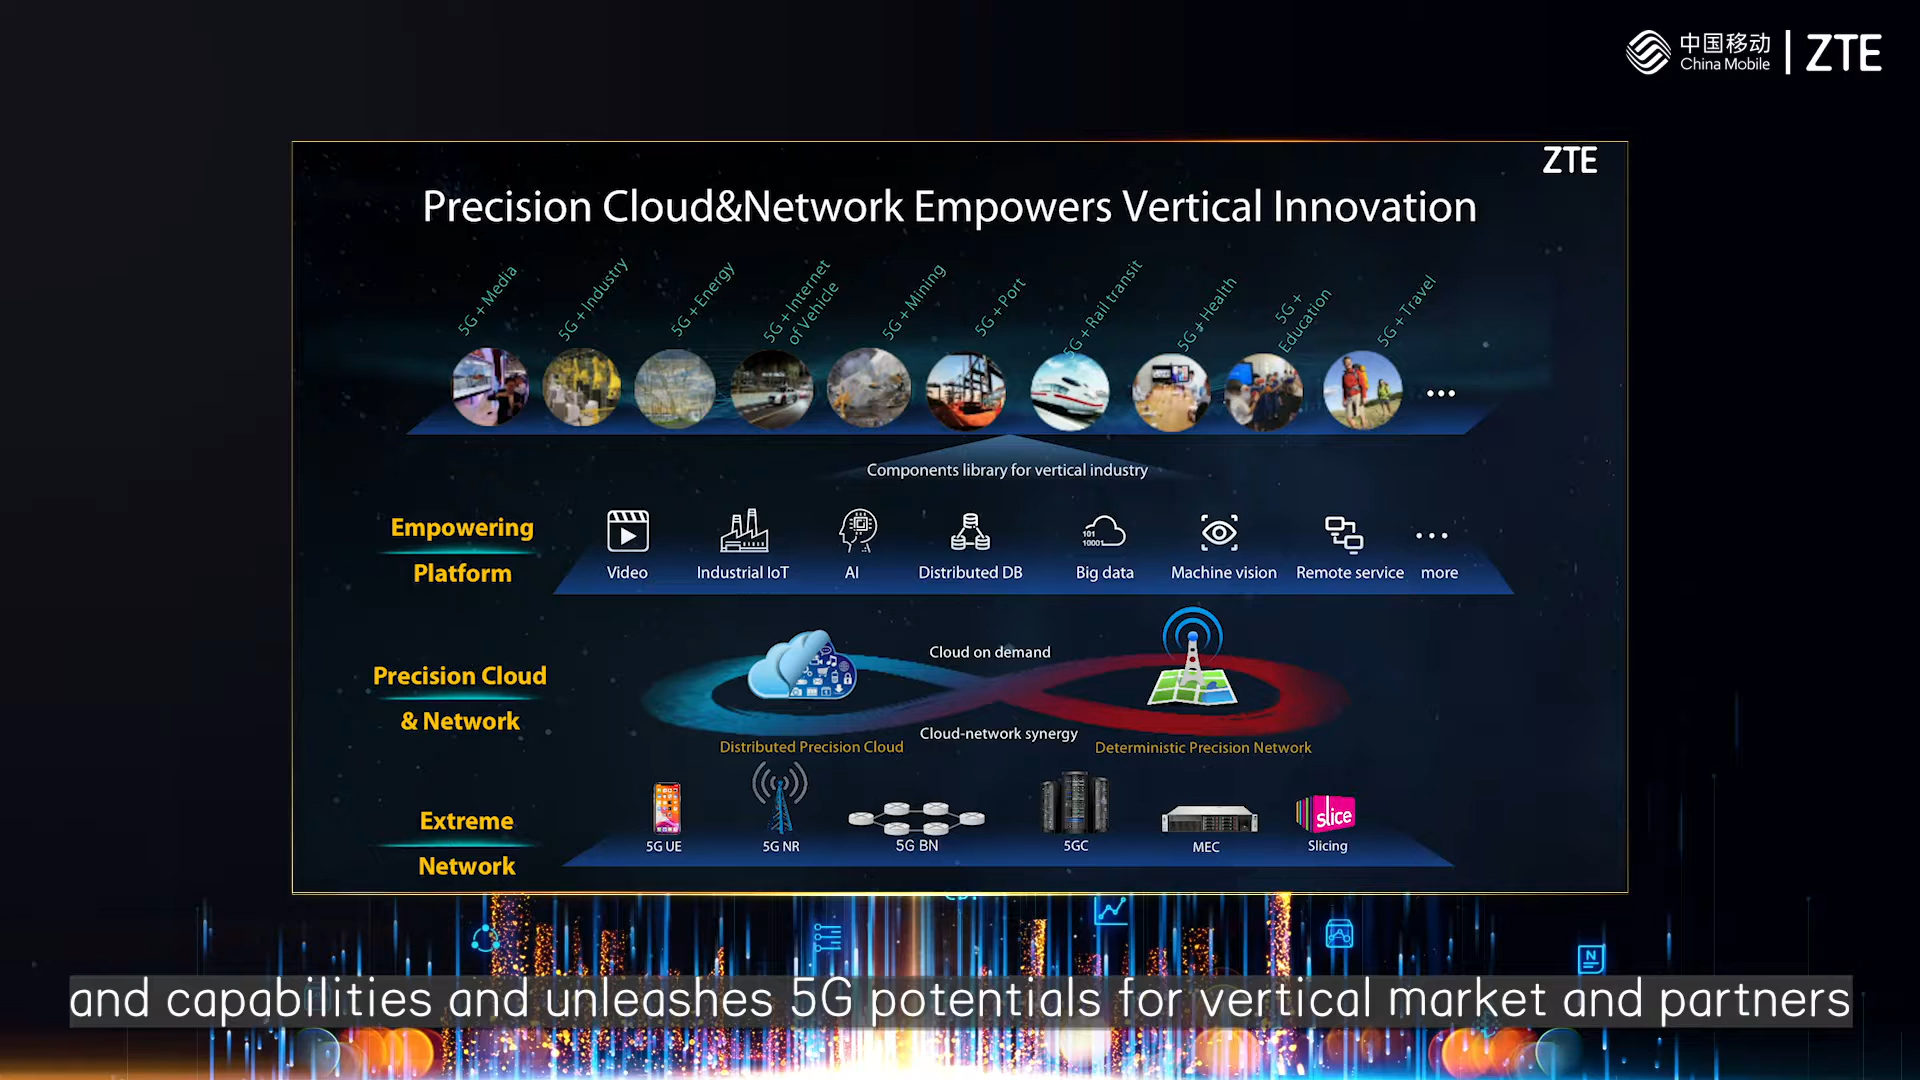 中国移动
China Mobile
ZTE
ZTE
Precision Cloud&Network Empowers Vertical Innovation
5G + Media
5G + Industry
5G + Energy
5G + Internet
of Vehicle
5G + Mining
5G + Port
5G + Rail transit
5G + Health
5G +
Education
5G + Travel
...
Components library for vertical industry
Empowering
Platform
101
10001
...
Video
Industrial IoT
AI
Distributed DB
Big data
Machine vision
Remote service
more
Precision Cloud
& Network
Cloud on demand
Cloud-network synergy
Distributed Precision Cloud
Deterministic Precision Network
Extreme
Network
slice
5G UE
5G NR
5G BN
5GC
MEC
Slicing
N
and capabilities and unleashes 5G potentials for vertical market and partners